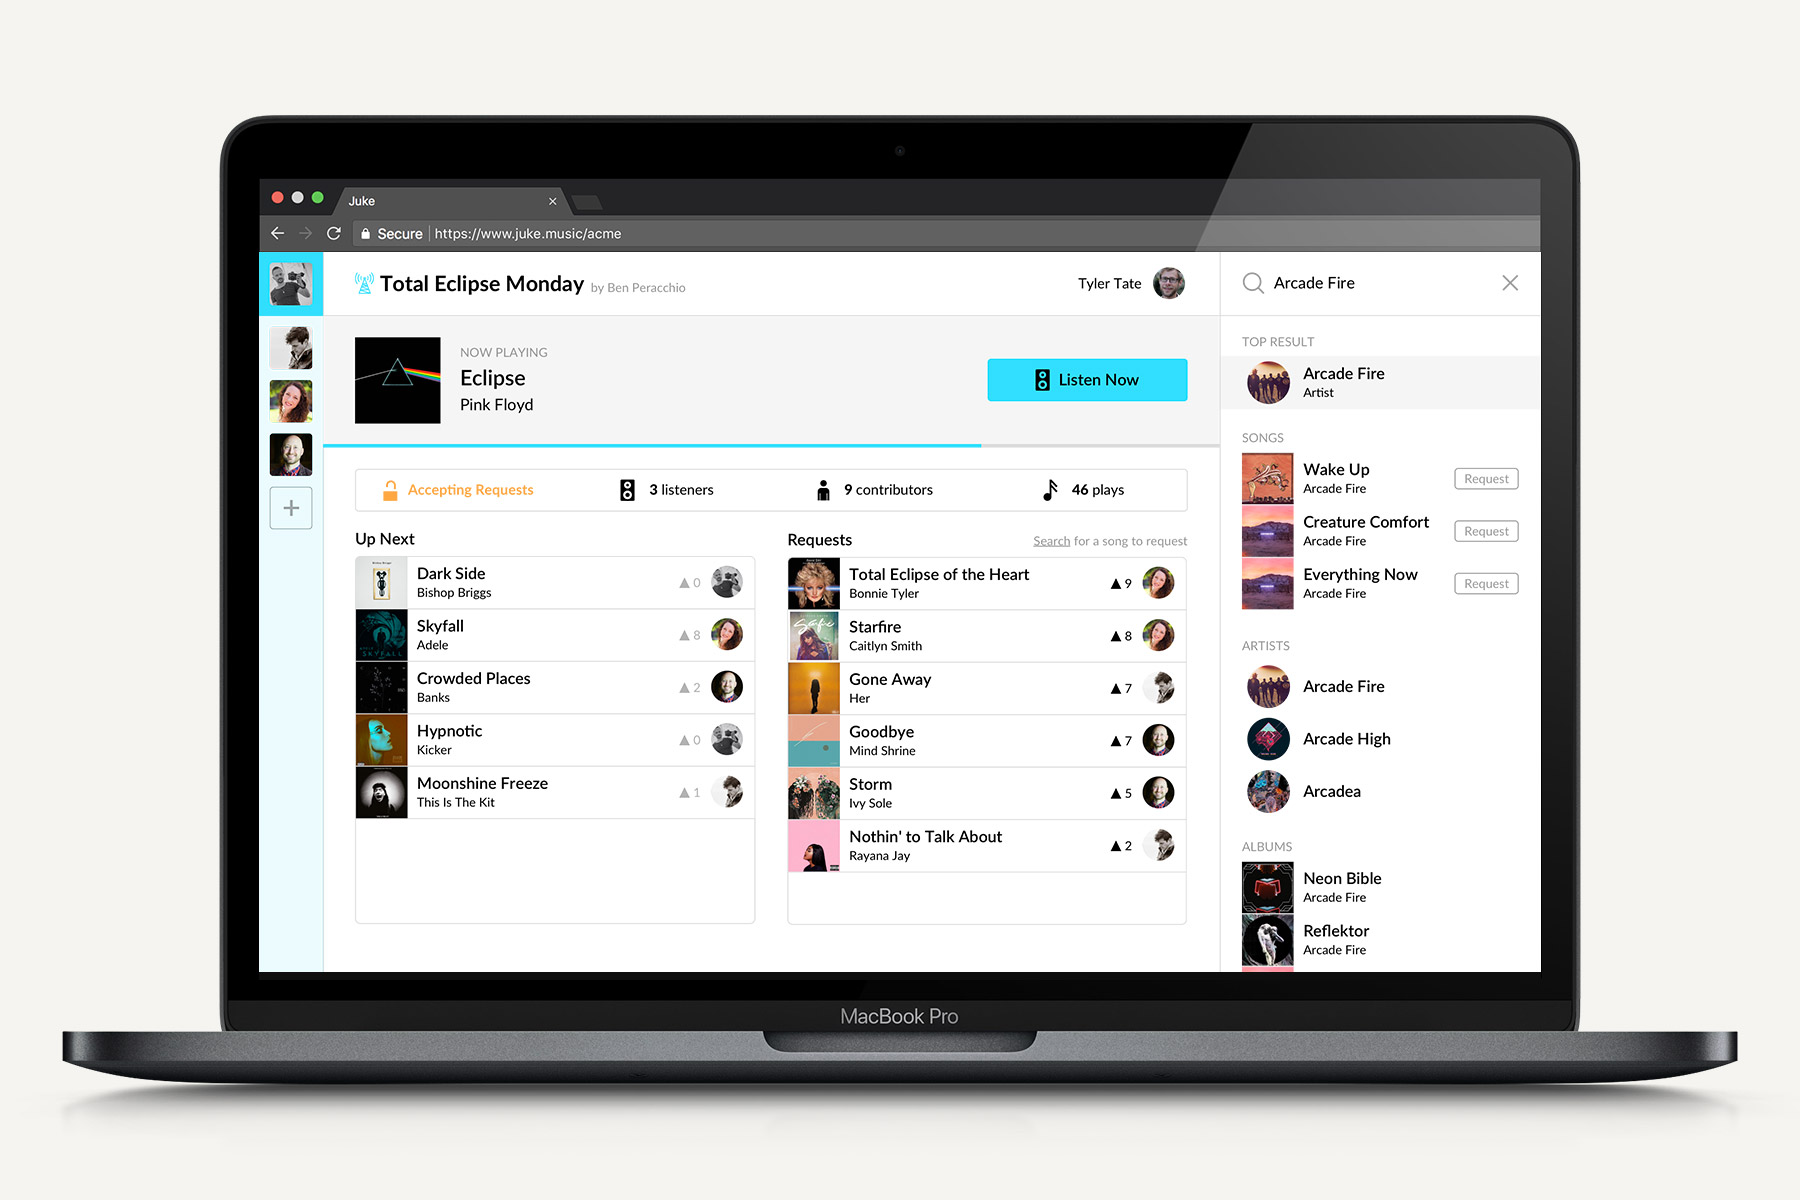 Juke
Secure | https://www.juke.music/acme
Total Eclipse Monday by Ben Peracchio
Tyler Tate
NOW PLAYING
Eclipse
Pink Floyd
Listen Now
Accepting Requests
3 listeners
9 contributors
46 plays
Up Next
Dark Side
Bishop Briggs
0
Skyfall
Adele
8
SKYFALL
Crowded Places
Banks
2
Hypnotic
Kicker
0
Moonshine Freeze
This Is The Kit
1
Requests
Search for a song to request
Total Eclipse of the Heart
Bonnie Tyler
9
Starfire
Caitlyn Smith
8
Gone Away
Her
7
Goodbye
Mind Shrine
7
Storm
Ivy Sole
5
Nothin' to Talk About
Rayana Jay
2
Arcade Fire
TOP RESULT
Arcade Fire
Artist
SONGS
Wake Up
Arcade Fire
Request
Creature Comfort
Arcade Fire
Request
Everything Now
Arcade Fire
Request
ARTISTS
Arcade Fire
Arcade High
Arcadea
ALBUMS
Neon Bible
Arcade Fire
Reflektor
Arcade Fire
MacBook Pro